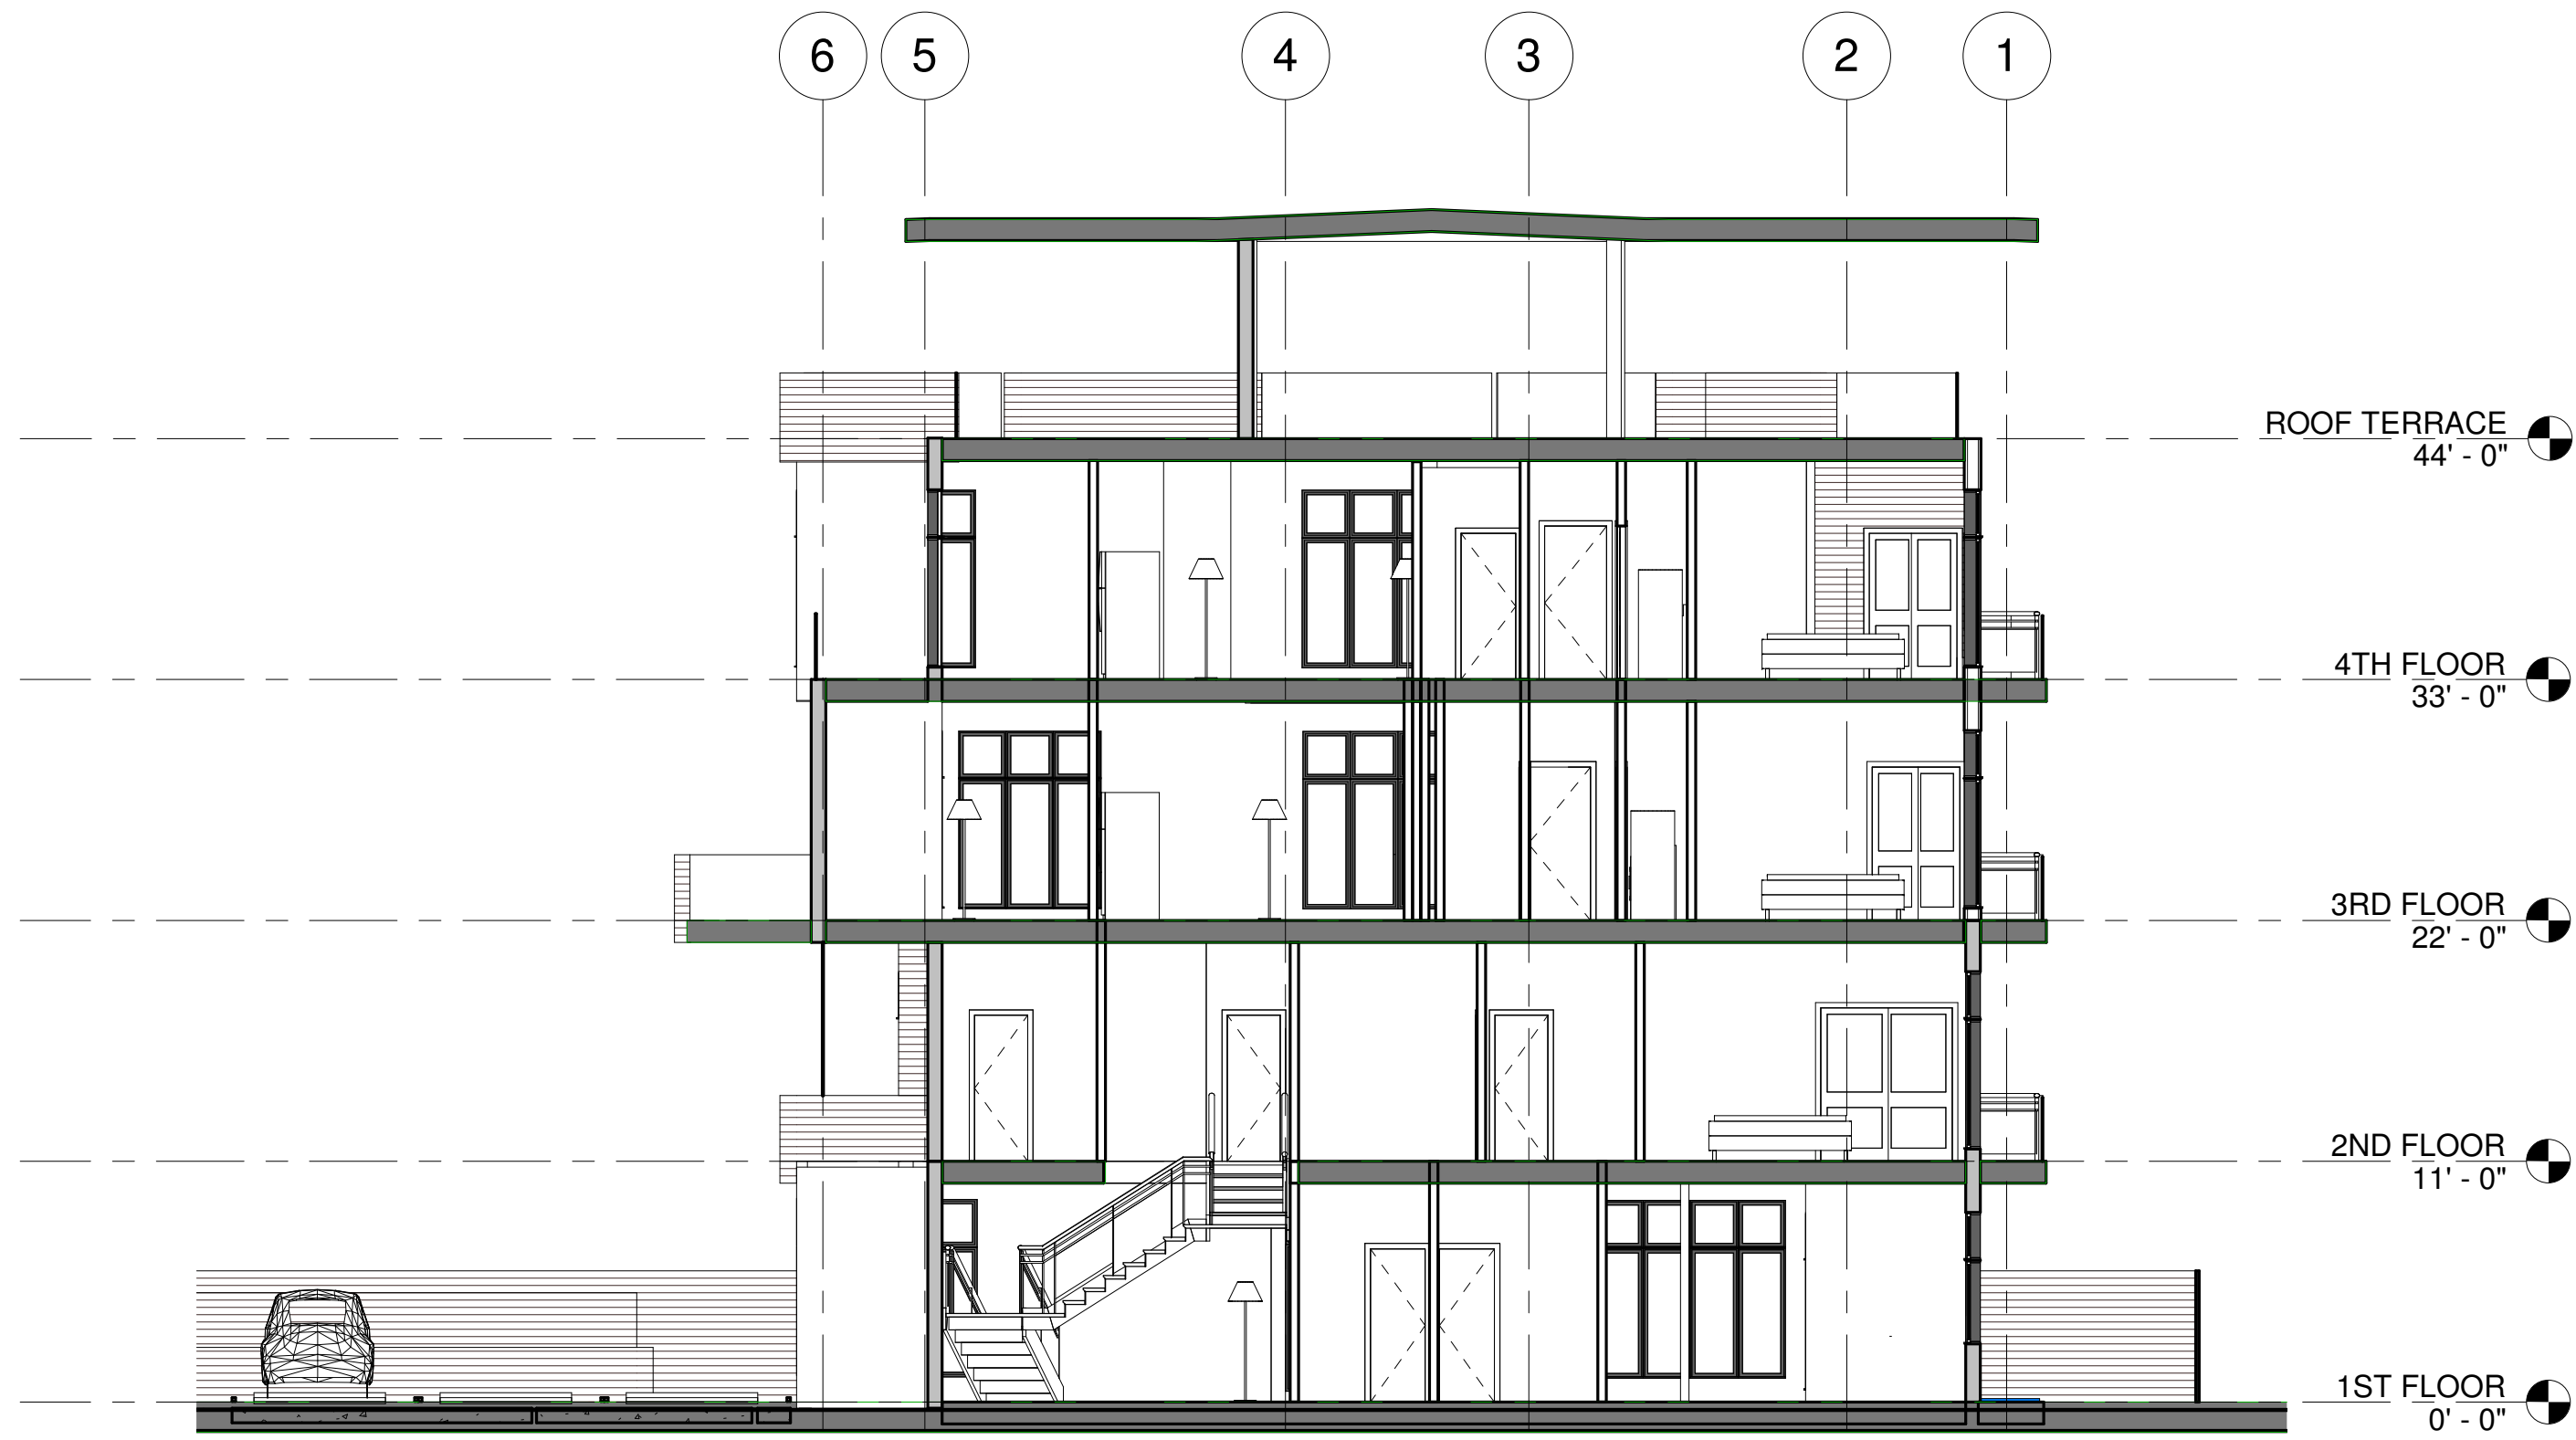 6 5 4 3 2 1
ROOF TERRACE
44' - 0"
4TH FLOOR
33' - 0"
3RD FLOOR
22' - 0"
2ND FLOOR
11' - 0"
1ST FLOOR
0' - 0"